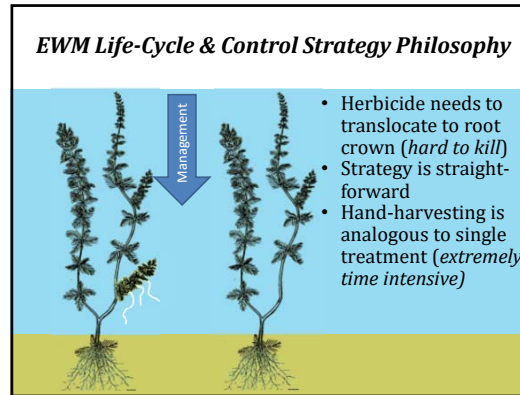 EWM Life-Cycle & Control Strategy Philosophy
Management
• Herbicide needs to
translocate to root
crown (hard to kill)
• Strategy is straight-
forward
• Hand-harvesting is
analogous to single
treatment (extremely
time intensive)